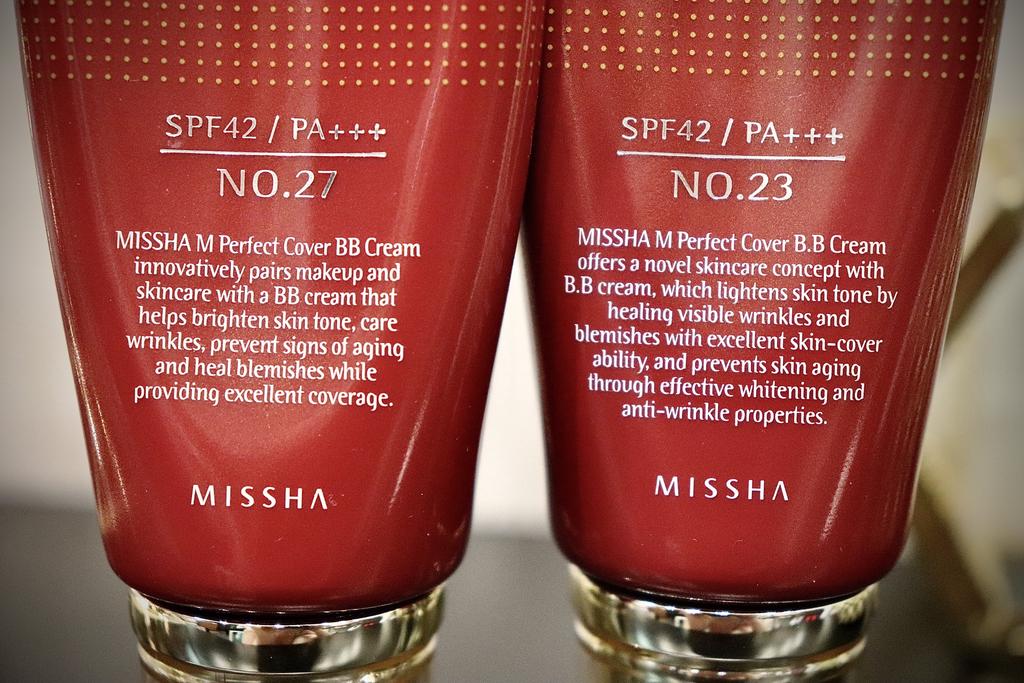 SPF42 / PA+++
NO.27
MISSHA M Perfect Cover BB Cream
innovatively pairs makeup and
skincare with a BB cream that
helps brighten skin tone, care
wrinkles, prevent signs of aging
and heal blemishes while
providing excellent coverage.
MISSHA
SPF42 / PA+++
NO.23
MISSHA M Perfect Cover B.B Cream
offers a novel skincare concept with
B.B cream, which lightens skin tone by
healing visible wrinkles and
blemishes with excellent skin-cover
ability, and prevents skin aging
through effective whitening and
anti-wrinkle properties.
MISSHA